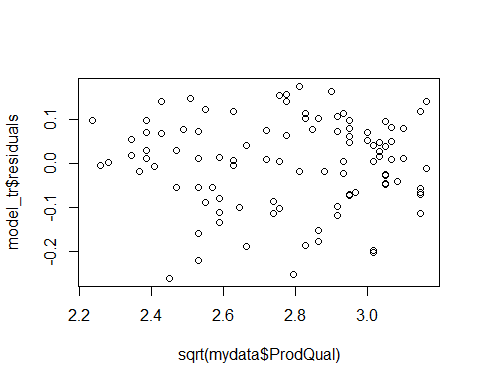 model_tr$residuals
0.1
0.0
-0.1
-0.2
2.2 2.4 2.6 2.8 3.0
sqrt(mydata$ProdQual)